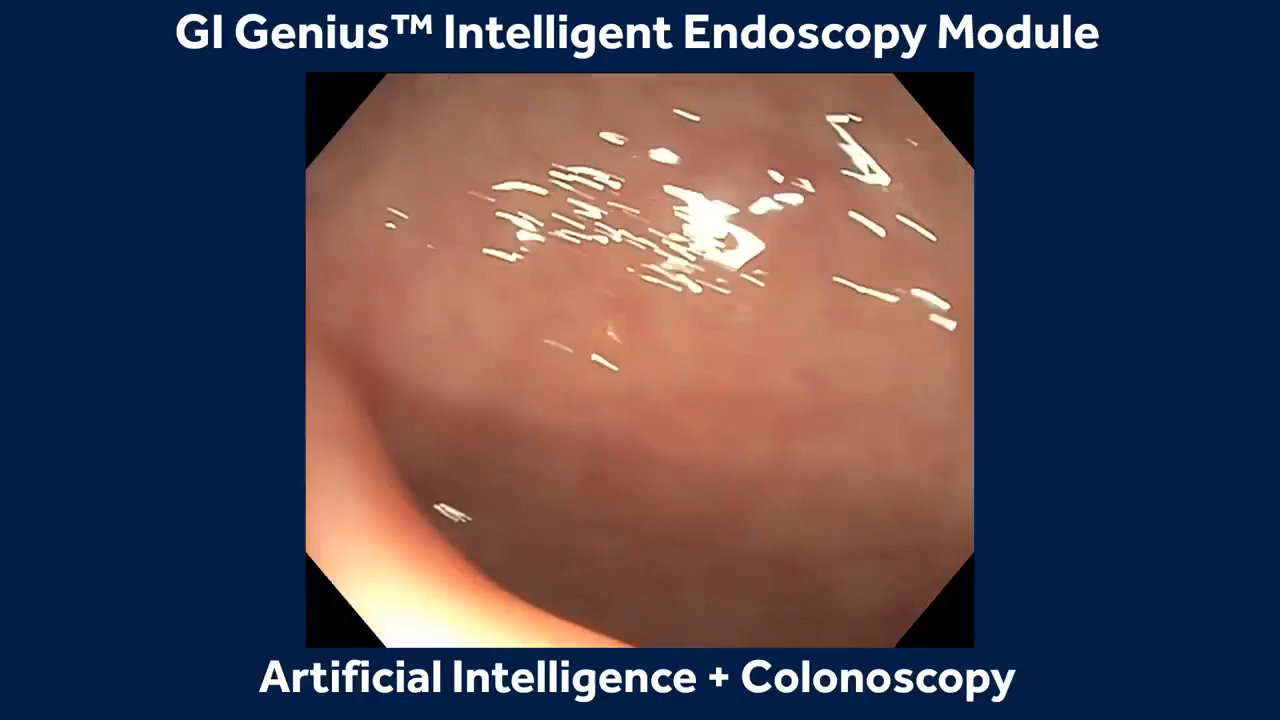 GI Genius™ Intelligent Endoscopy Module
Artificial Intelligence + Colonoscopy